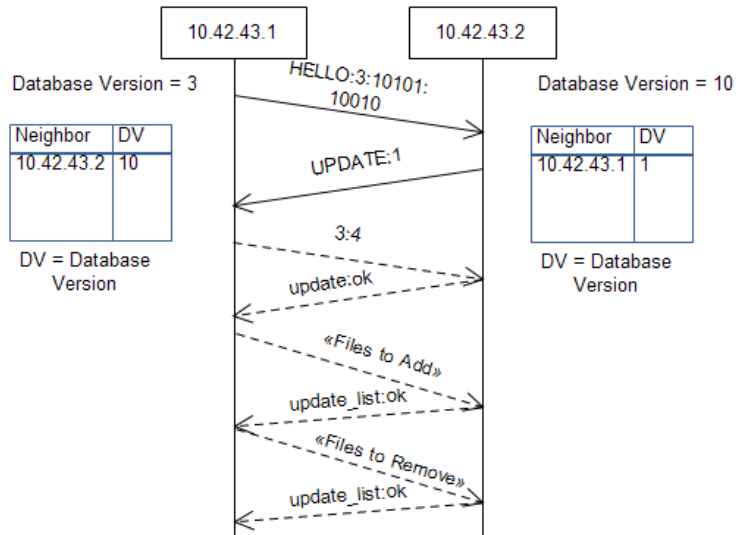 10.42.43.1
10.42.43.2
HELLO:3:10101:
10010
Database Version = 3
Database Version = 10
Neighbor DV
10.42.43.2 10
Neighbor DV
10.42.43.1 1
UPDATE:1
3:4
DV = Database
Version
DV = Database
Version
update:ok
«Files to Add»
update_list:ok
«Files to Remove»
update_list:ok